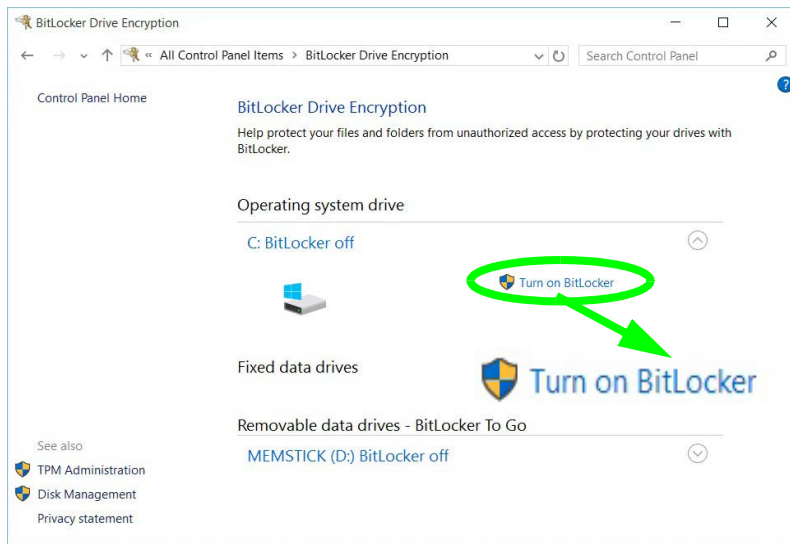 BitLocker Drive Encryption
« All Control Panel Items > BitLocker Drive Encryption
Search Control Panel
?
Control Panel Home
BitLocker Drive Encryption
Help protect your files and folders from unauthorized access by protecting your drives with
BitLocker.
Operating system drive
C: BitLocker off
Turn on BitLocker
Fixed data drives
Turn on BitLocker
Removable data drives - BitLocker To Go
MEMSTICK (D:) BitLocker off
See also
TPM Administration
Disk Management
Privacy statement